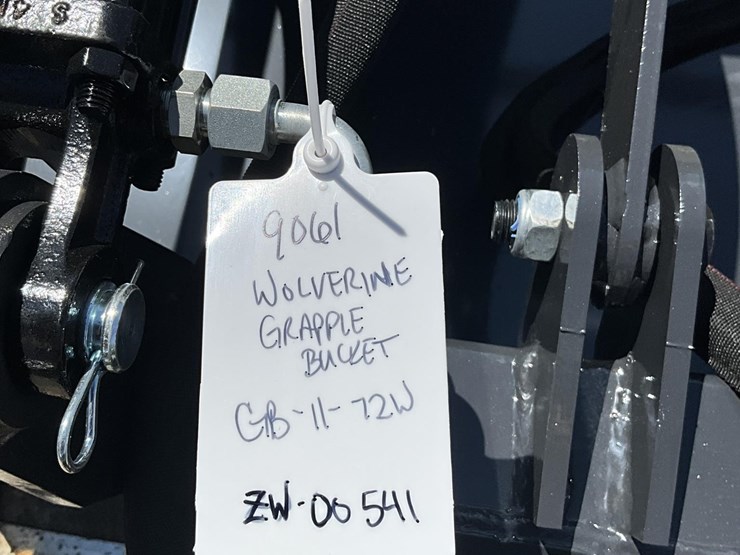 9061
WOLVERINE
GRAPPLE
BUCKET
GB-11-72W
ZW-00541